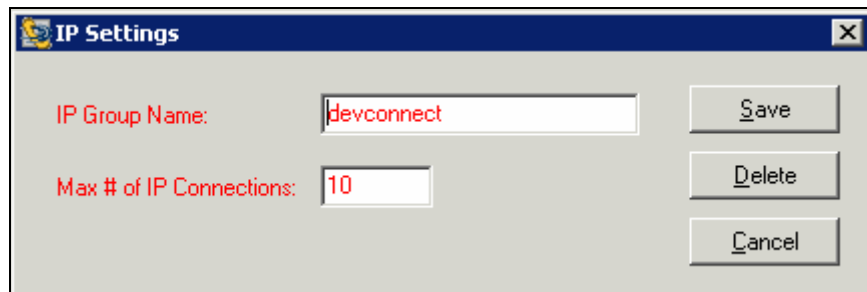 IP Settings
IP Group Name: devconnect Save
Max # of IP Connections: 10 Delete
Cancel